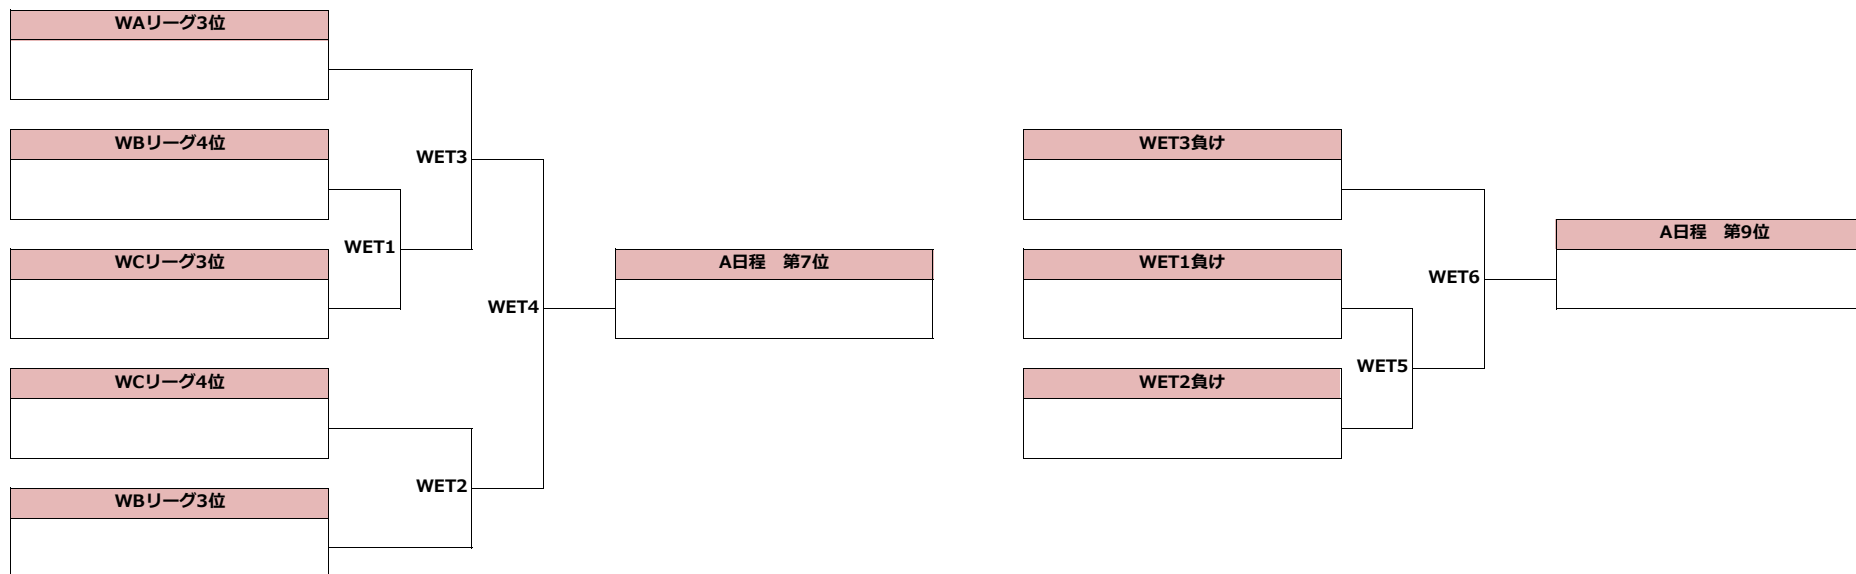 WAリーグ3位
WBリーグ4位
WET3
WET1
WCリーグ3位
WET4
A日程　第7位
WCリーグ4位
WET2
WBリーグ3位
WET3負け
A日程　第9位
WET1負け
WET6
WET5
WET2負け